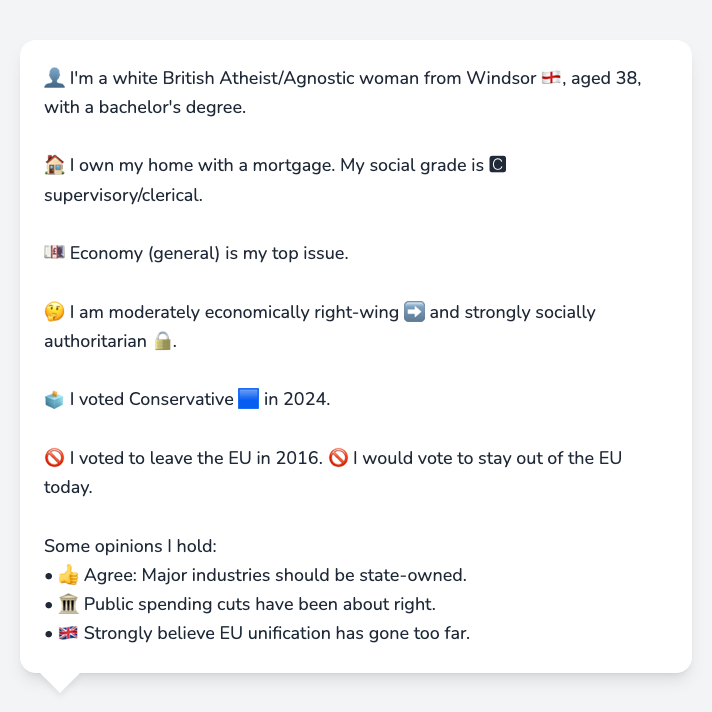 👤 I'm a white British Atheist/Agnostic woman from Windsor 🏴󠁧󠁢󠁥󠁮󠁧󠁿, aged 38,
with a bachelor's degree.
🏠 I own my home with a mortgage. My social grade is 🅲
supervisory/clerical.
💷 Economy (general) is my top issue.
🤔 I am moderately economically right-wing ➡️ and strongly socially
authoritarian 🔒.
🗳️ I voted Conservative 🟦 in 2024.
🚫 I voted to leave the EU in 2016. 🚫 I would vote to stay out of the EU
today.
Some opinions I hold:
• 👍 Agree: Major industries should be state-owned.
• 🏛️ Public spending cuts have been about right.
• 🇬🇧 Strongly believe EU unification has gone too far.